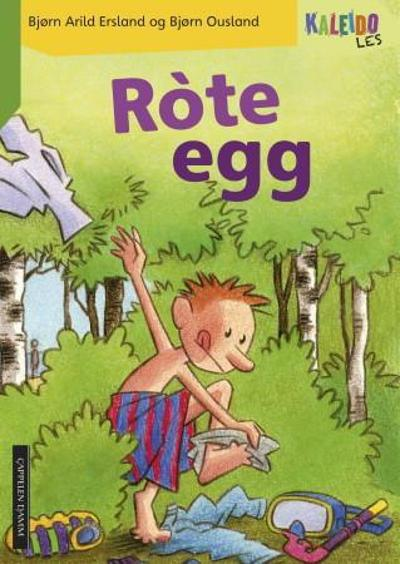 Bjørn Arild Ersland og Bjørn Ousland
KALEIDO
LES
Ròte
egg
CAPPELEN DAMM